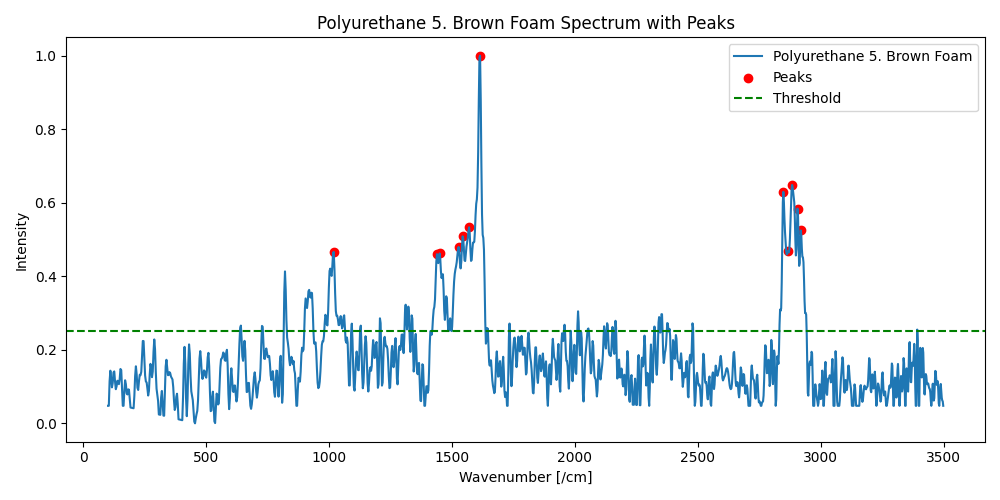 Polyurethane 5. Brown Foam Spectrum with Peaks
Polyurethane 5. Brown Foam
Peaks
Threshold
Intensity
1.0
0.8
0.6
0.4
0.2
0.0
0 500 1000 1500 2000 2500 3000 3500
Wavenumber [/cm]